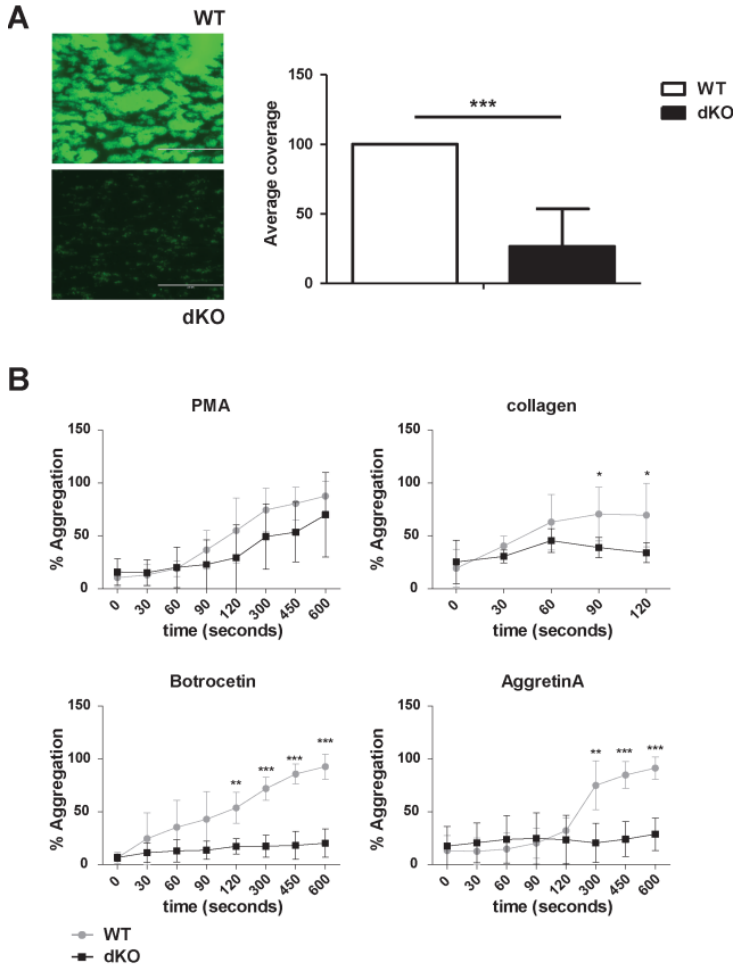 A
WT
dKO
Average coverage
150
100
50
0
***
WT
dKO
B
PMA
% Aggregation
150
100
50
0
0 30 60 90 120 300 450 600
time (seconds)
collagen
% Aggregation
150
100
50
0
* *
0 30 60 90 120
time (seconds)
Botrocetin
% Aggregation
150
100
50
0
** *** *** ***
0 30 60 90 120 300 450 600
time (seconds)
AggretinA
% Aggregation
150
100
50
0
** *** ***
0 30 60 90 120 300 450 600
time (seconds)
WT
dKO